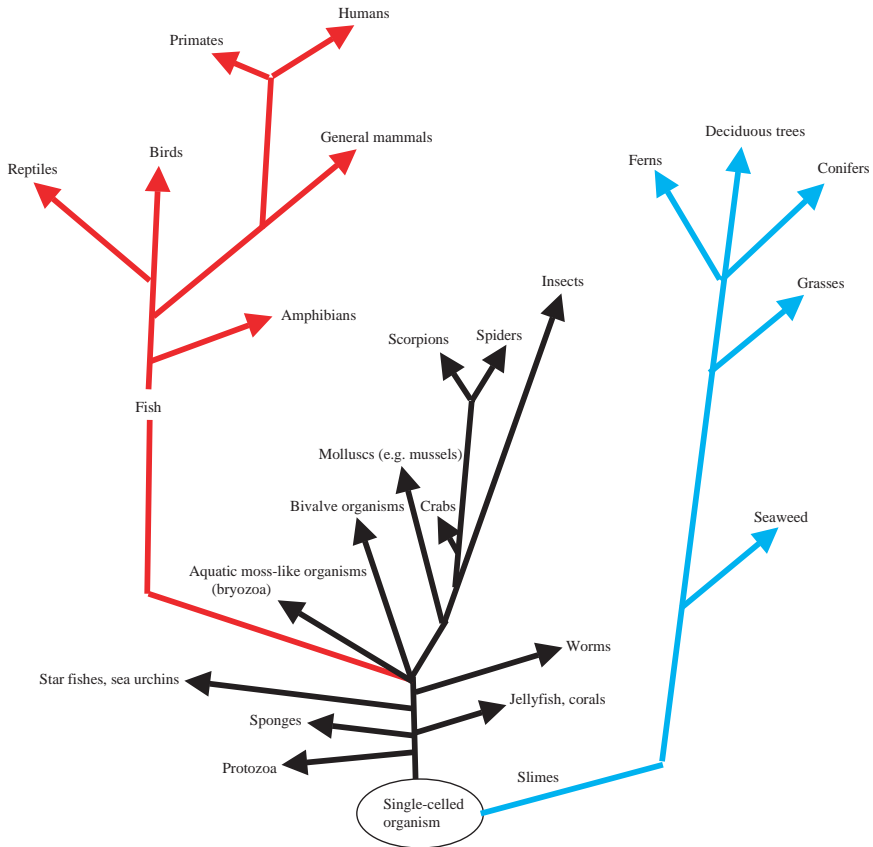 Humans
Primates
Deciduous trees
General mammals
Birds
Ferns
Reptiles
Conifers
Insects
Grasses
Amphibians
Scorpions
Spiders
Fish
Molluscs (e.g. mussels)
Bivalve organisms
Crabs
Seaweed
Aquatic moss-like organisms
(bryozoa)
Worms
Star fishes, sea urchins
Jellyfish, corals
Sponges
Protozoa
Slimes
Single-celled
organism